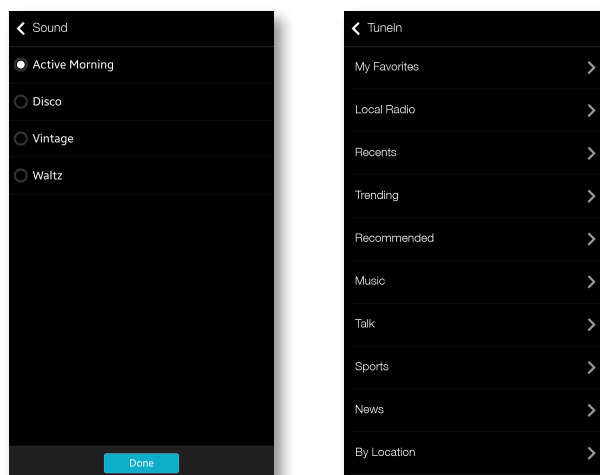 Sound
Active Morning
Disco
Vintage
Waltz
Done
TuneIn
My Favorites
Local Radio
Recents
Trending
Recommended
Music
Talk
Sports
News
By Location